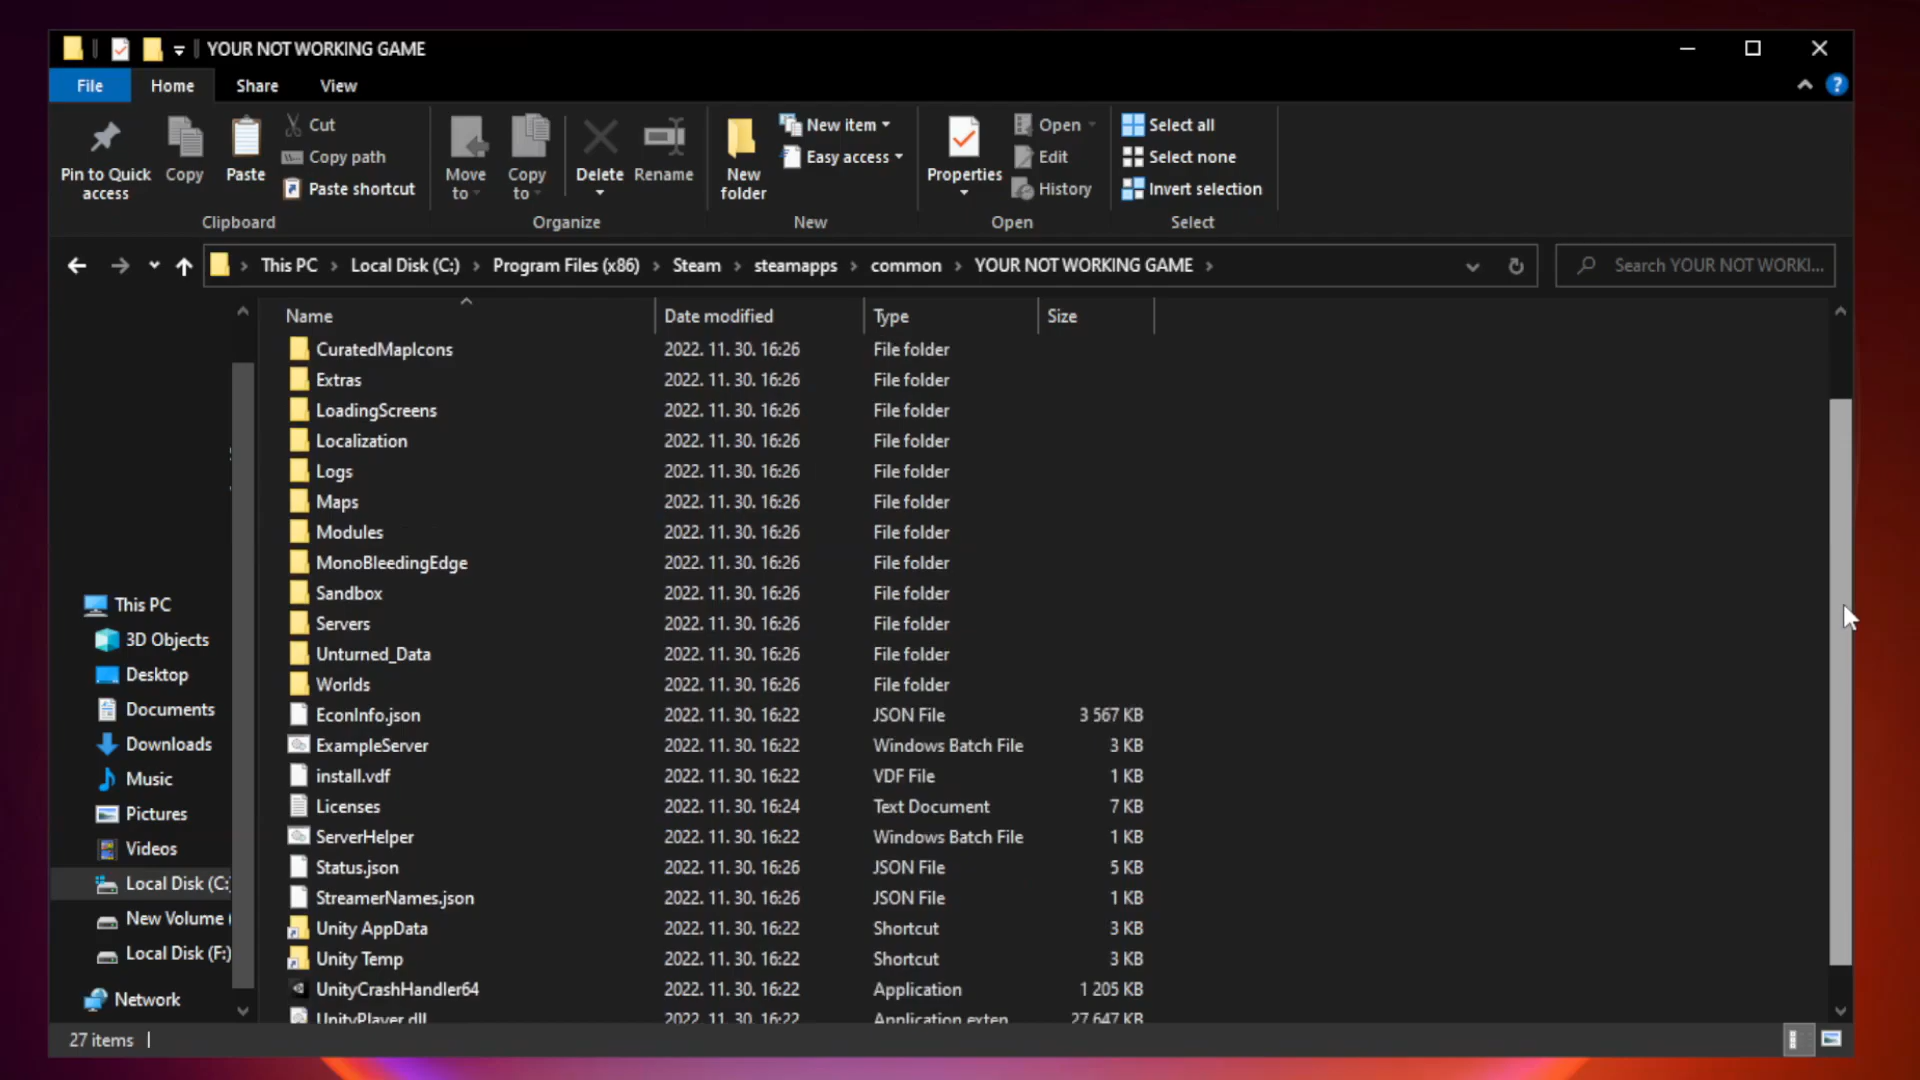 YOUR NOT WORKING GAME
File Home Share View
Pin to Quick access
Copy
Paste
Cut
Copy path
Paste shortcut
Clipboard
Move to
Copy to
Delete
Rename
Organize
New folder
New item
Easy access
New
Properties
Open
Edit
History
Open
Select all
Select none
Invert selection
Select
This PC > Local Disk (C:) > Program Files (x86) > Steam > steamapps > common > YOUR NOT WORKING GAME >
Search YOUR NOT WORKI...
This PC
3D Objects
Desktop
Documents
Downloads
Music
Pictures
Videos
Local Disk (C:
New Volume (
Local Disk (F:)
Network
Name Date modified Type Size
CuratedMapIcons 2022. 11. 30. 16:26 File folder
Extras 2022. 11. 30. 16:26 File folder
LoadingScreens 2022. 11. 30. 16:26 File folder
Localization 2022. 11. 30. 16:26 File folder
Logs 2022. 11. 30. 16:26 File folder
Maps 2022. 11. 30. 16:26 File folder
Modules 2022. 11. 30. 16:26 File folder
MonoBleedingEdge 2022. 11. 30. 16:26 File folder
Sandbox 2022. 11. 30. 16:26 File folder
Servers 2022. 11. 30. 16:26 File folder
Unturned_Data 2022. 11. 30. 16:26 File folder
Worlds 2022. 11. 30. 16:26 File folder
EconInfo.json 2022. 11. 30. 16:22 JSON File 3 567 KB
ExampleServer 2022. 11. 30. 16:22 Windows Batch File 3 KB
install.vdf 2022. 11. 30. 16:22 VDF File 1 KB
Licenses 2022. 11. 30. 16:24 Text Document 7 KB
ServerHelper 2022. 11. 30. 16:22 Windows Batch File 1 KB
Status.json 2022. 11. 30. 16:26 JSON File 5 KB
StreamerNames.json 2022. 11. 30. 16:22 JSON File 1 KB
Unity AppData 2022. 11. 30. 16:22 Shortcut 3 KB
Unity Temp 2022. 11. 30. 16:22 Shortcut 3 KB
UnityCrashHandler64 2022. 11. 30. 16:22 Application 1 205 KB
UnityPlayer.dll 2022. 11. 30. 16:22 Application exten 27 647 KB
27 items